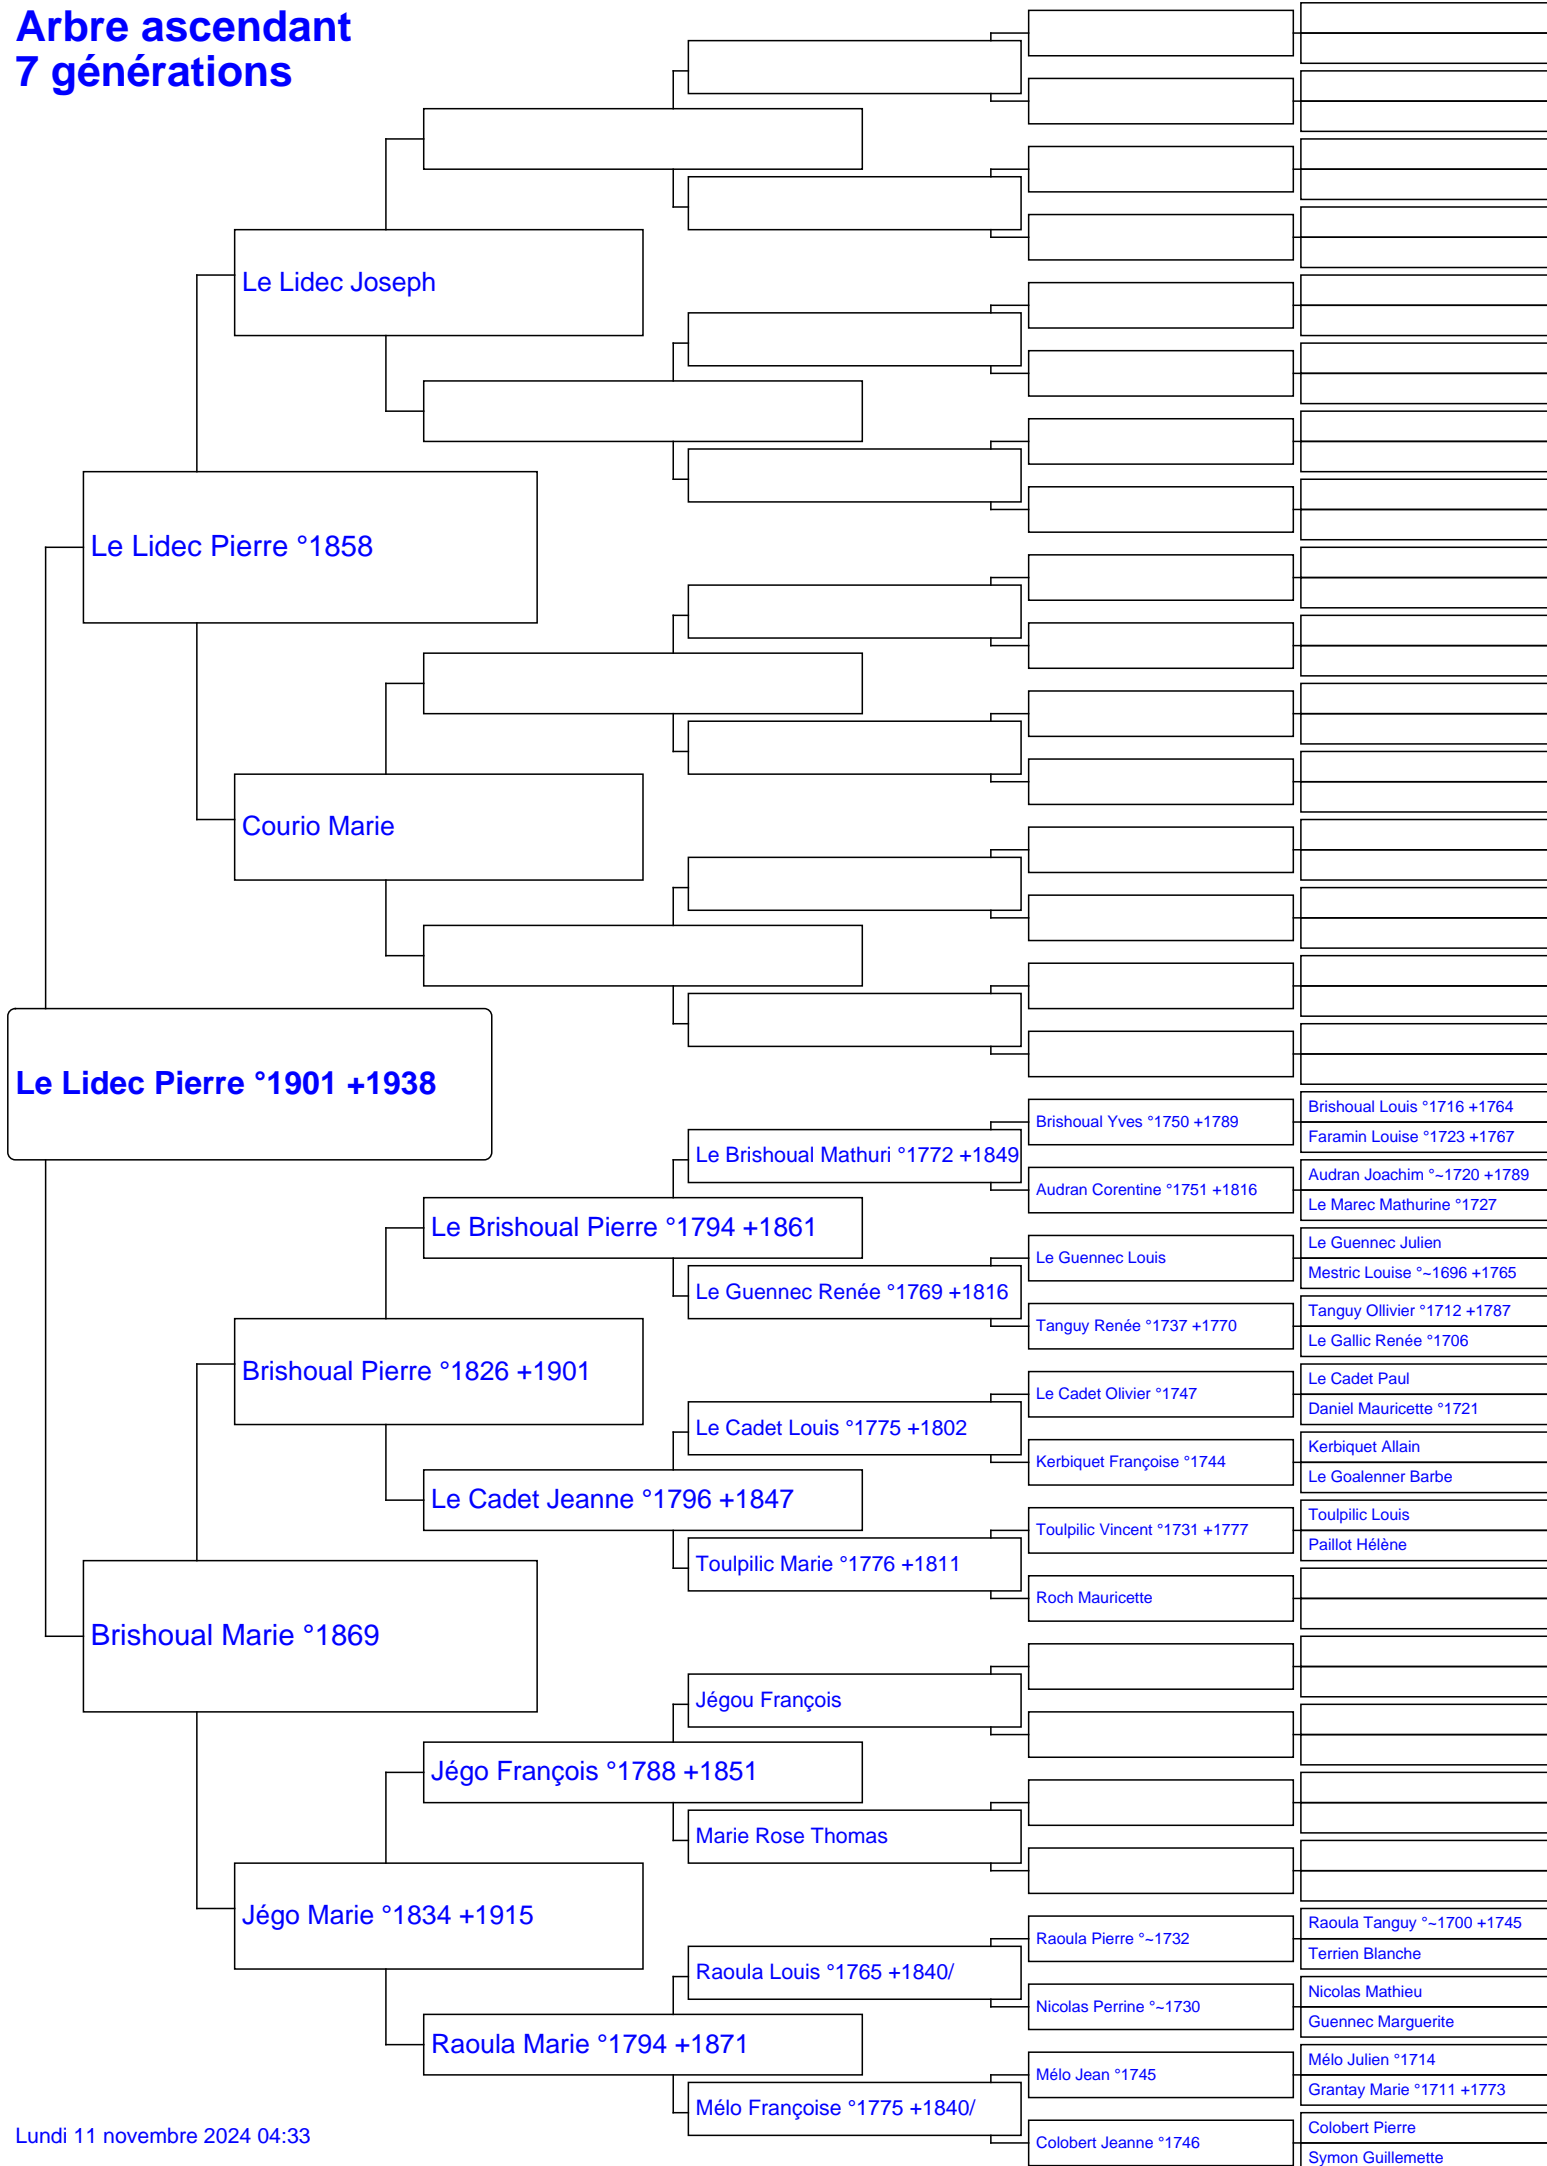 Arbre ascendant
7 générations
Le Lidec Joseph
Le Lidec Pierre °1858
Courio Marie
Le Lidec Pierre °1901 +1938
Brishoual Louis °1716 +1764
Brishoual Yves °1750 +1789
Faramin Louise °1723 +1767
Le Brishoual Mathuri °1772 +1849
Audran Joachim °~1720 +1789
Audran Corentine °1751 +1816
Le Marec Mathurine °1727
Le Brishoual Pierre °1794 +1861
Le Guennec Julien
Le Guennec Louis
Mestric Louise °~1696 +1765
Le Guennec Renée °1769 +1816
Tanguy Ollivier °1712 +1787
Tanguy Renée °1737 +1770
Le Gallic Renée °1706
Brishoual Pierre °1826 +1901
Le Cadet Paul
Le Cadet Olivier °1747
Daniel Mauricette °1721
Le Cadet Louis °1775 +1802
Kerbiquet Allain
Kerbiquet Françoise °1744
Le Goalenner Barbe
Le Cadet Jeanne °1796 +1847
Toulpilic Louis
Toulpilic Vincent °1731 +1777
Paillot Hélène
Toulpilic Marie °1776 +1811
Roch Mauricette
Brishoual Marie °1869
Jégou François
Jégo François °1788 +1851
Marie Rose Thomas
Jégo Marie °1834 +1915
Raoula Tanguy °~1700 +1745
Raoula Pierre °~1732
Terrien Blanche
Raoula Louis °1765 +1840/
Nicolas Mathieu
Nicolas Perrine °~1730
Guennec Marguerite
Raoula Marie °1794 +1871
Mélo Julien °1714
Mélo Jean °1745
Grantay Marie °1711 +1773
Mélo Françoise °1775 +1840/
Colobert Pierre
Colobert Jeanne °1746
Symon Guillemette
Lundi 11 novembre 2024 04:33